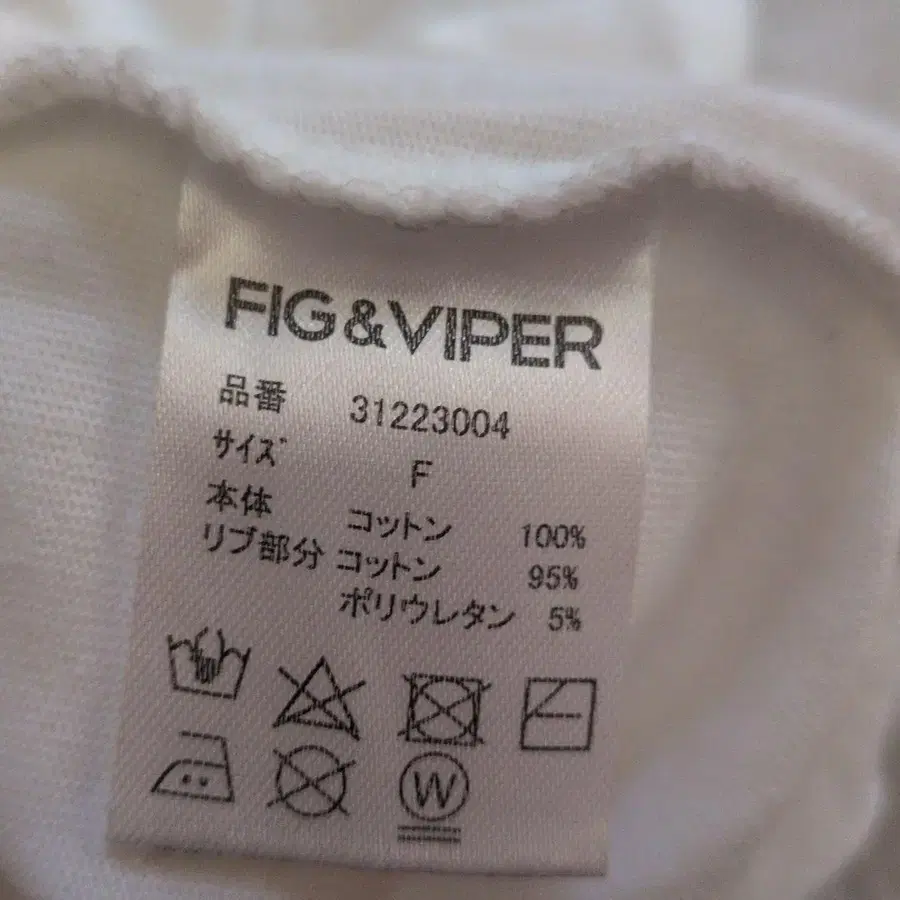 FIG&VIPER
品番 31223004
サイズ F
本体 コットン 100%
リブ部分 コットン 95%
ポリウレタン 5%
W